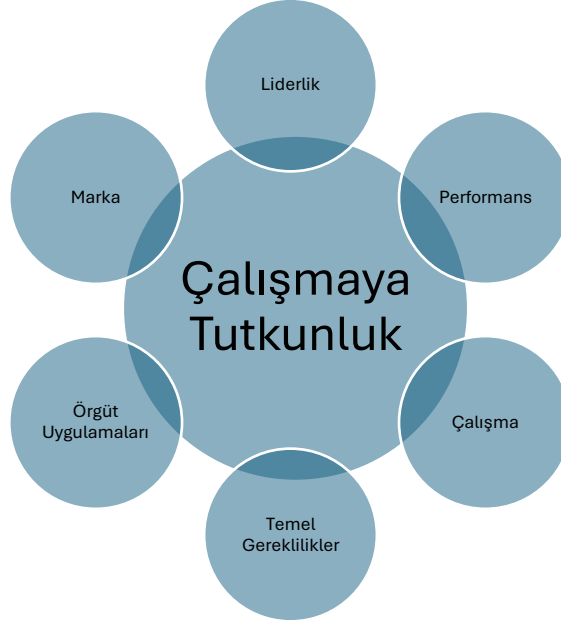 Liderlik
Marka
Performans
Çalışmaya
Tutkunluk
Örgüt
Uygulamaları
Çalışma
Temel
Gereklilikler